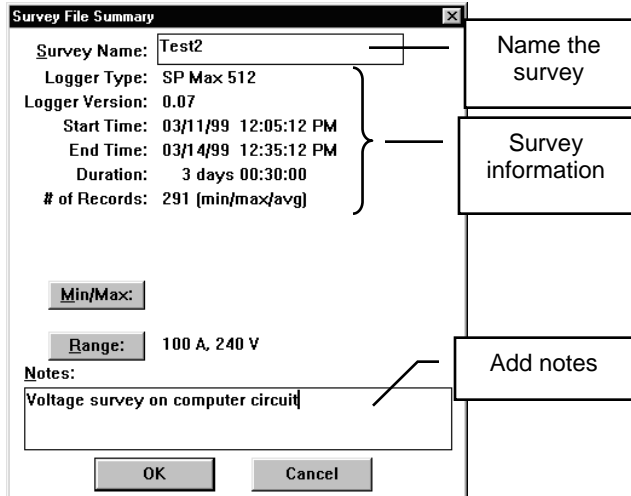 Survey File Summary
Survey Name: Test2
Name the
survey
Logger Type: SP Max 512
Logger Version: 0.07
Start Time: 03/11/99 12:05:12 PM
End Time: 03/14/99 12:35:12 PM
Duration: 3 days 00:30:00
# of Records: 291 (min/max/avg)
Survey
information
Min/Max:
Range: 100 A, 240 V
Notes:
Add notes
Voltage survey on computer circuit
OK Cancel